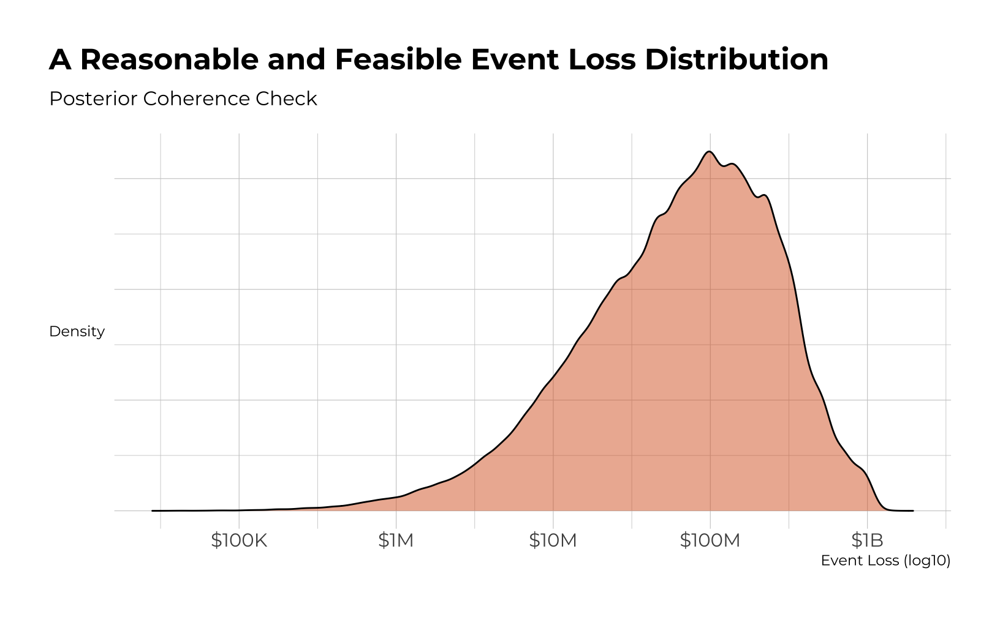 A Reasonable and Feasible Event Loss Distribution
Posterior Coherence Check
Density
$100K $1M $10M $100M $1B
Event Loss (log10)